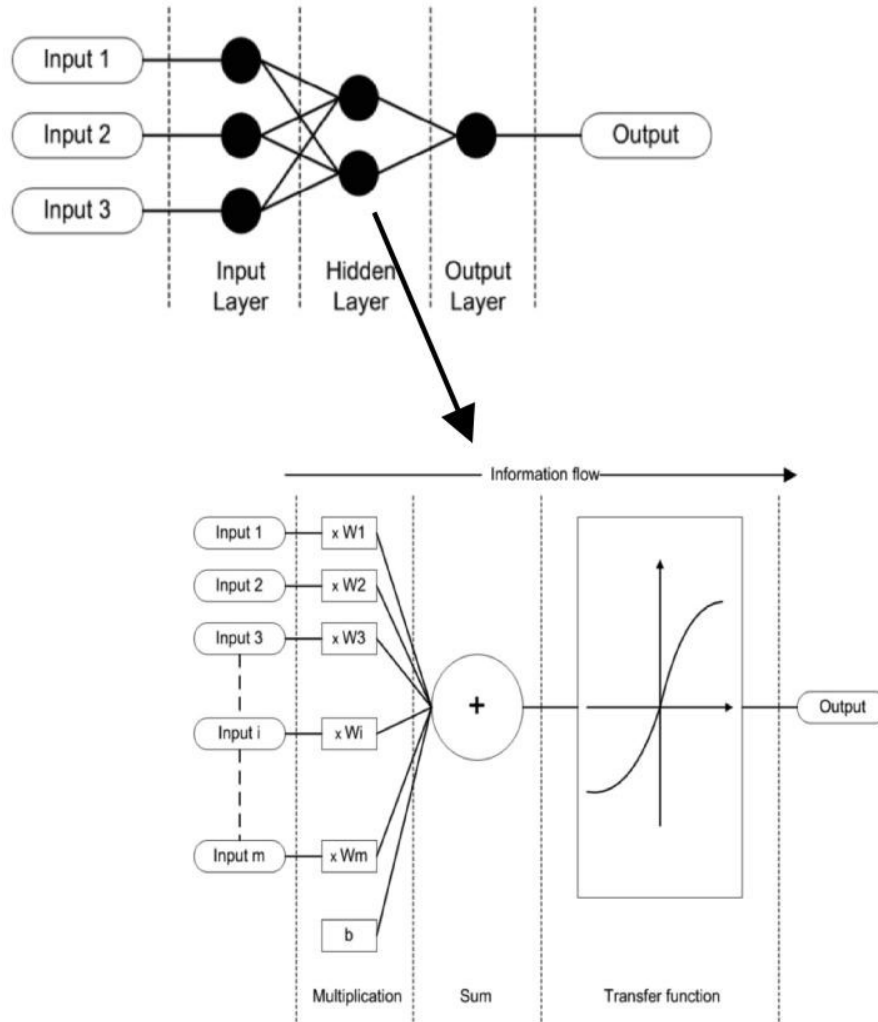 Input 1
Input 2
Input 3
Output
Input
Layer
Hidden
Layer
Output
Layer
Information flow
Input 1
x W1
Input 2
x W2
Input 3
x W3
Input i
x Wi
Input m
x Wm
b
+
Output
Multiplication
Sum
Transfer function